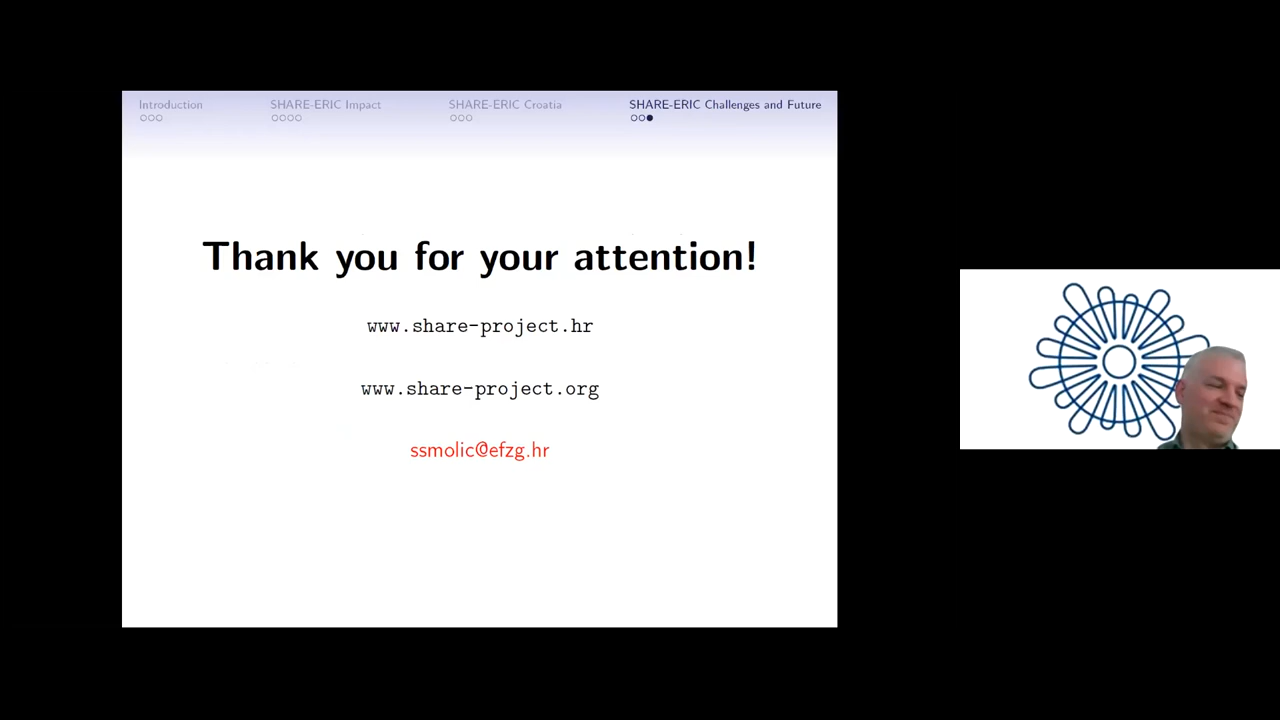 Introduction
SHARE-ERIC Impact
SHARE-ERIC Croatia
SHARE-ERIC Challenges and Future
Thank you for your attention!
www.share-project.hr
www.share-project.org
ssmolic@efzg.hr